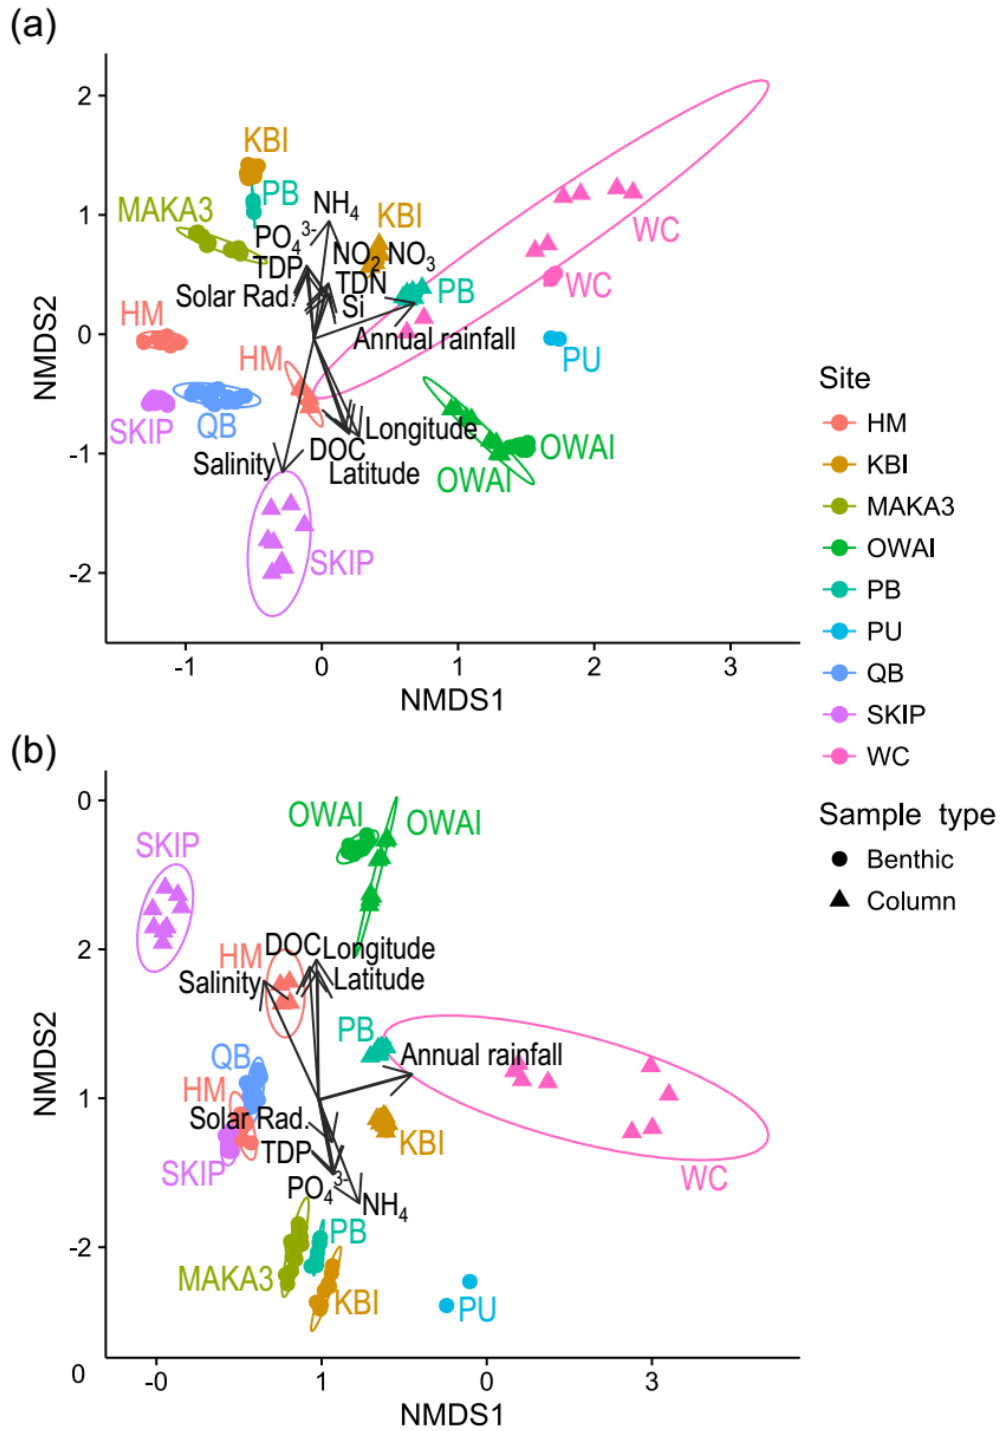 (a)
2
1
0
-1
-2
NMDS2
KBI
PB
MAKA3
NH4
PO4 3-
KBI
NO2 NO3
TDP
TDN
PB
Solar Rad.
Si
WC
WC
HM
Annual rainfall
HM
PU
SKIP
QB
Longitude
DOC
Salinity
Latitude
OWAI
OWAI
SKIP
-1
0
1
2
3
NMDS1
Site
HM
KBI
MAKA3
OWAI
PB
PU
QB
SKIP
WC
Sample type
Benthic
Column
(b)
0
2
1
-2
0
NMDS2
OWAI
OWAI
SKIP
HM
DOC
Longitude
Salinity
Latitude
PB
Annual rainfall
QB
HM
Solar Rad.
KBI
TDP
SKIP
PO4 3-
NH4
WC
PB
MAKA3
KBI
PU
-0
1
0
3
NMDS1